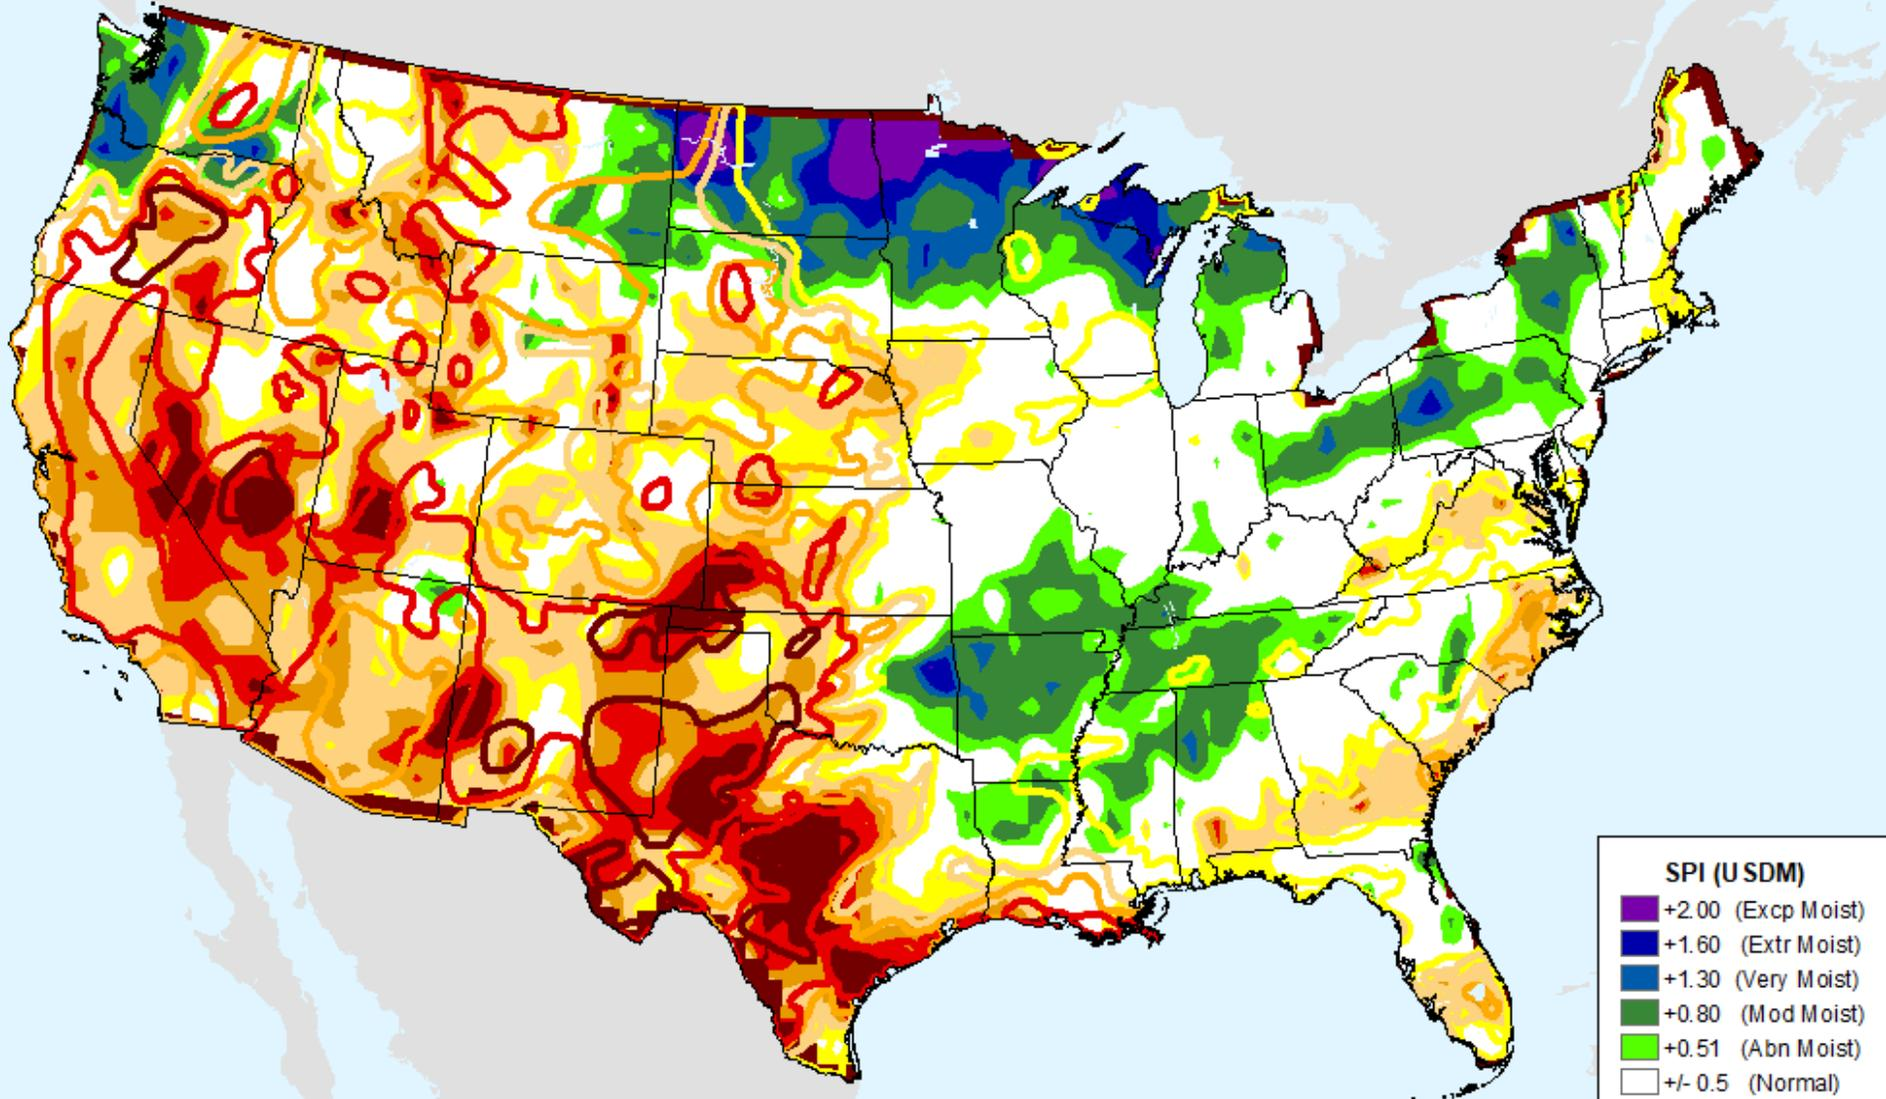 SPI (USDM)
+2.00 (Excp Moist)
+1.60 (Extr Moist)
+1.30 (Very Moist)
+0.80 (Mod Moist)
+0.51 (Abn Moist)
+/- 0.5 (Normal)